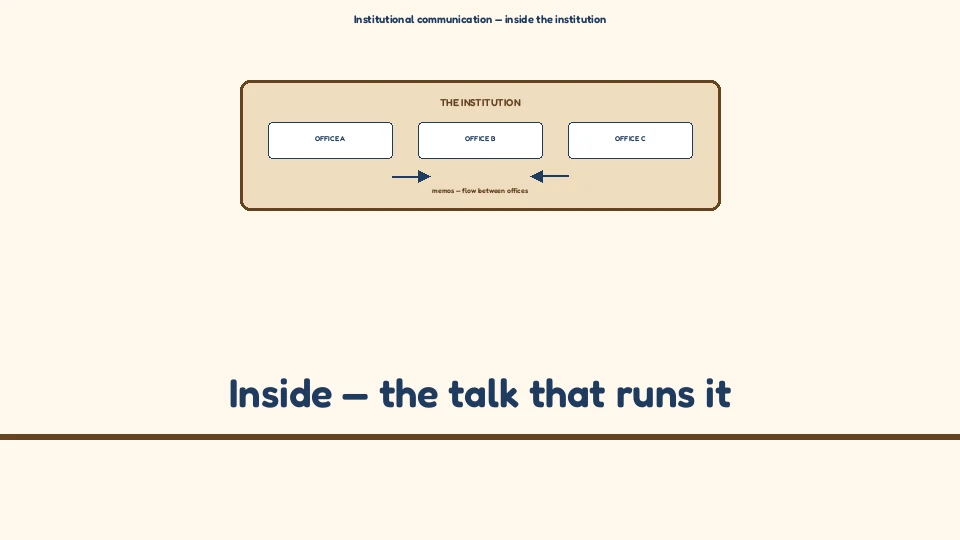 Institutional communication — inside the institution
THE INSTITUTION
OFFICE A
OFFICE B
OFFICE C
memos — flow between offices
Inside — the talk that runs it